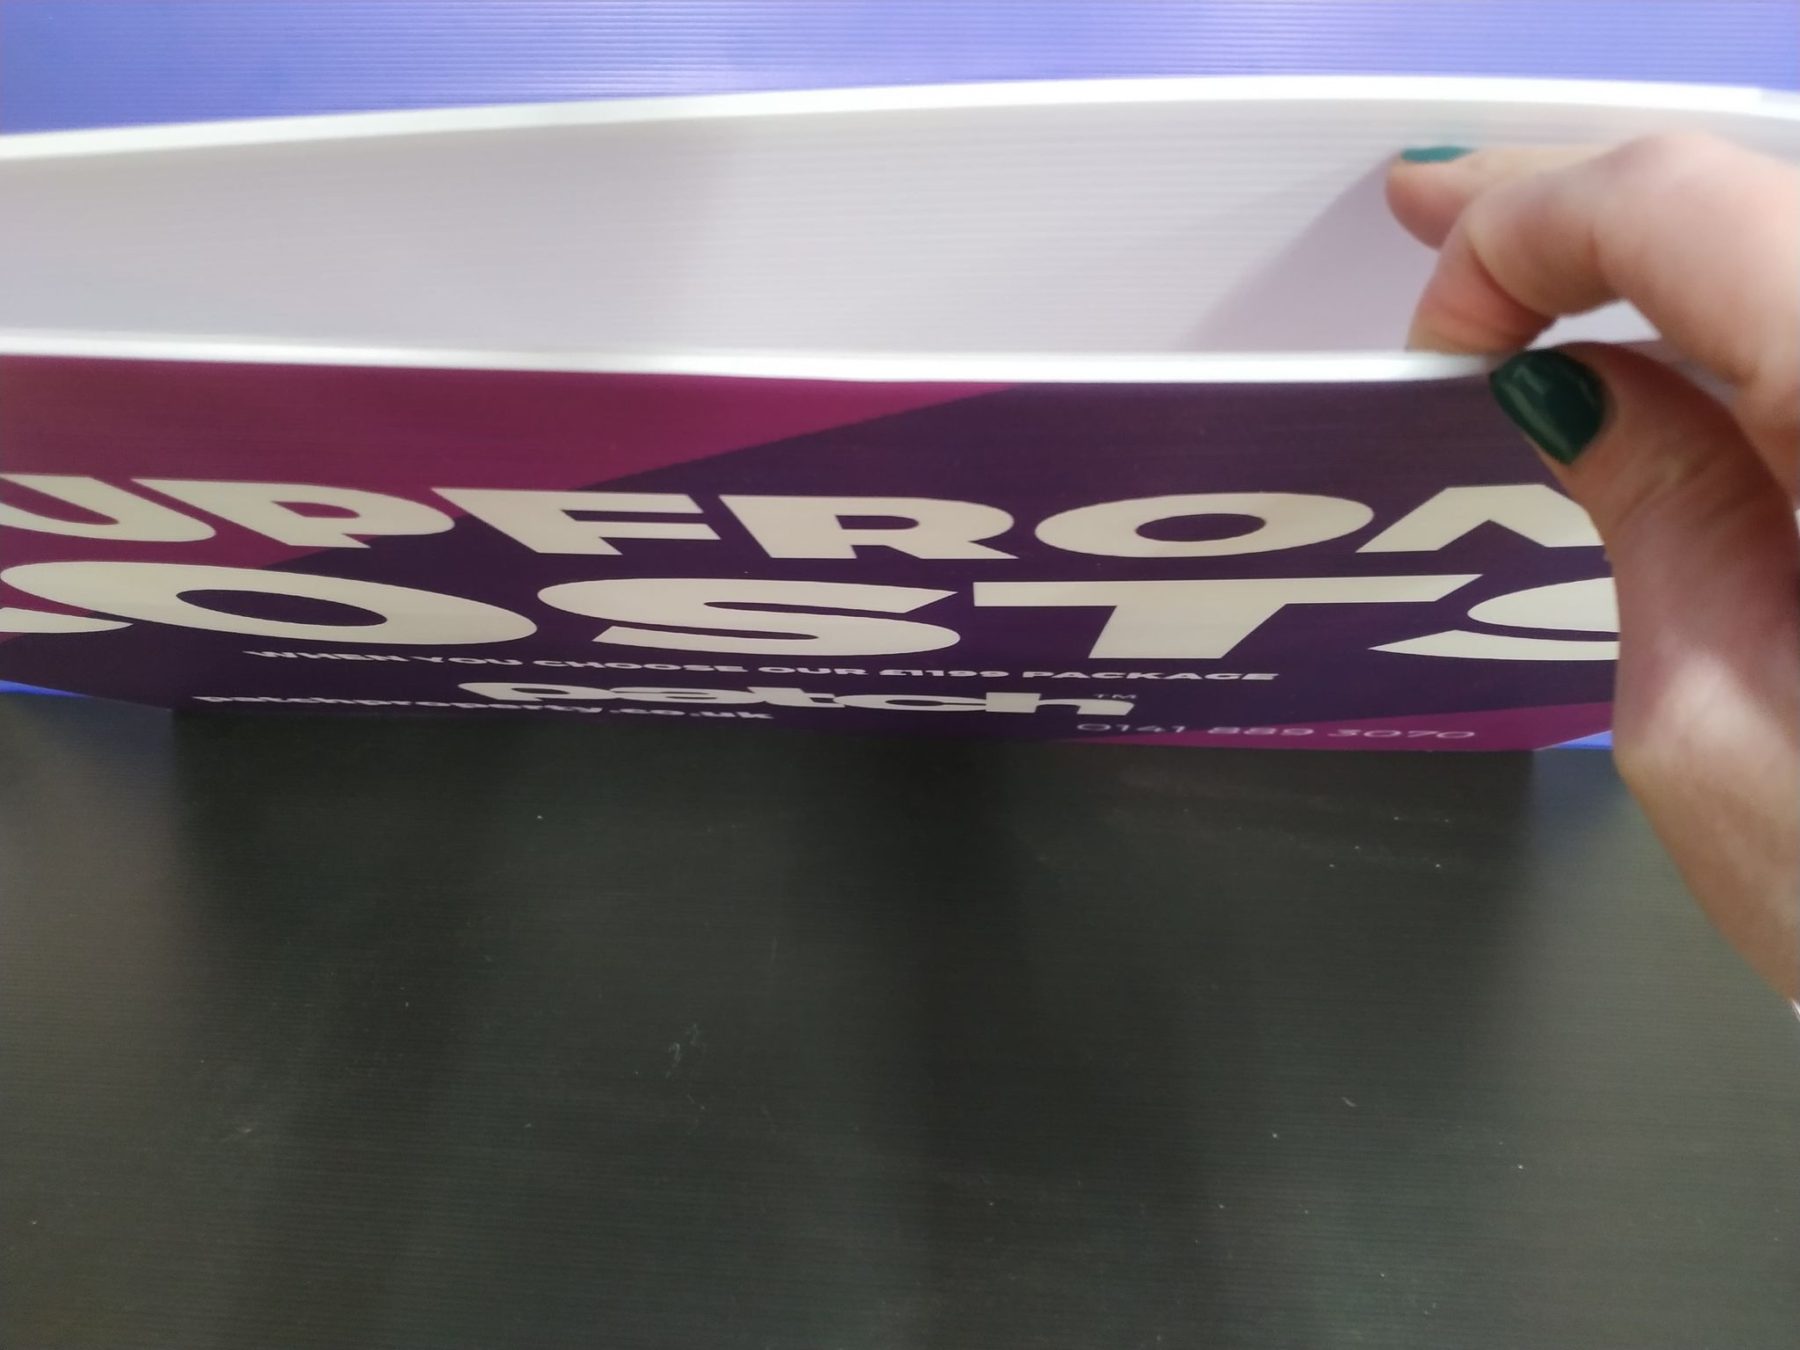 UPFRON
COSTS
WHEN YOU CHOOSE OUR £1199 PACKAGE
patch™
patchproperty.co.uk
0141 889 3070